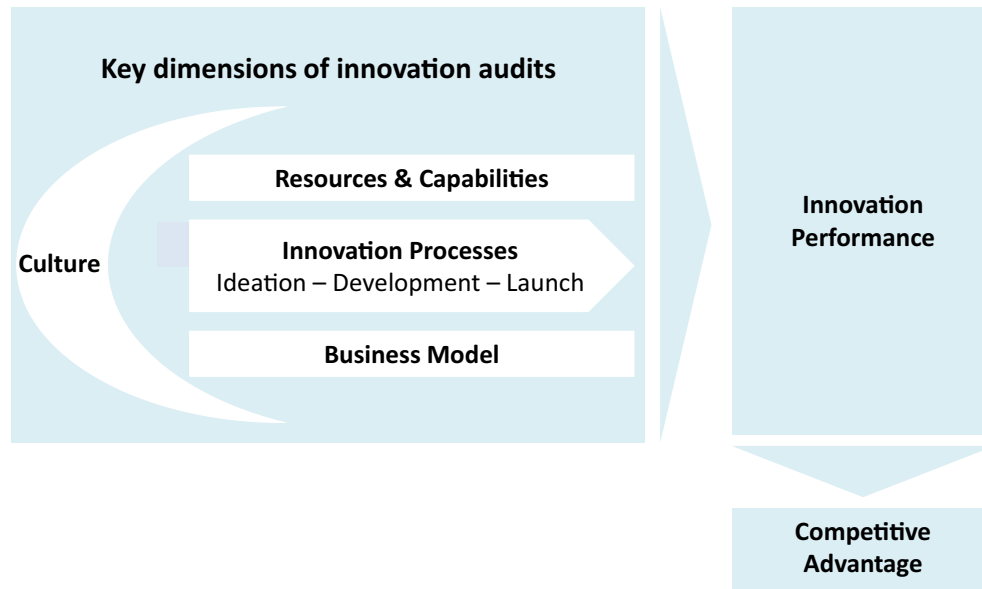 Key dimensions of innovation audits
Resources & Capabilities
Culture
Innovation Processes
Ideation – Development – Launch
Business Model
Innovation
Performance
Competitive
Advantage